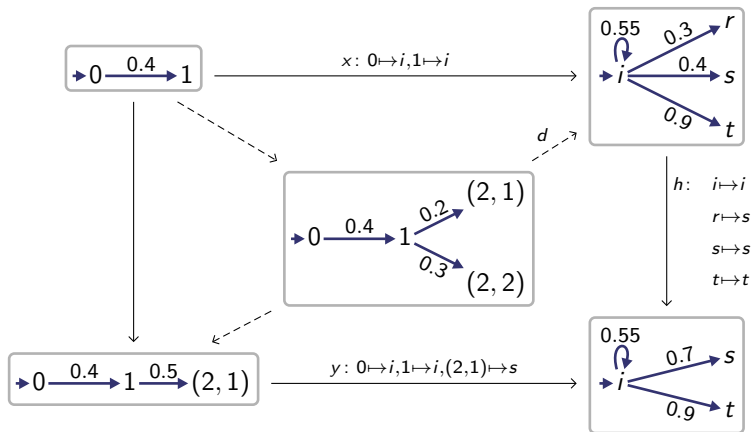 0 0.4 1
x: 0↦i,1↦i
0.55
i
0.3
r
0.4
s
0.9
t
d
0 0.4 1
0.2
(2, 1)
0.3
(2, 2)
h: i↦i
r↦s
s↦s
t↦t
0 0.4 1 0.5 (2, 1)
y: 0↦i,1↦i,(2,1)↦s
0.55
i
0.7
s
0.9
t